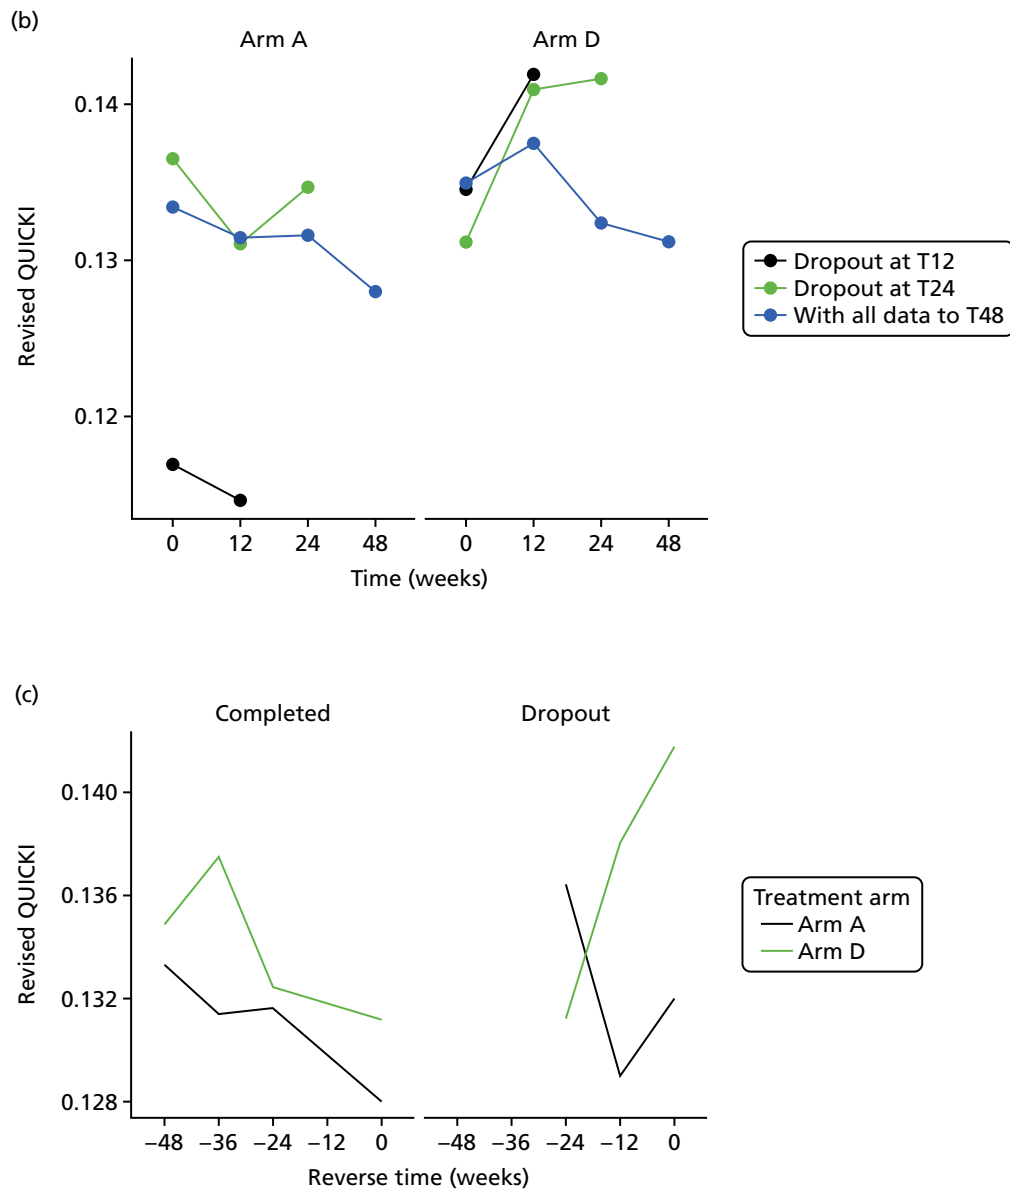 (b)
Arm A
Arm D
0.14
0.13
0.12
Revised QUICKI
0 12 24 48
0 12 24 48
Time (weeks)
Dropout at T12
Dropout at T24
With all data to T48
(c)
Completed
Dropout
0.140
0.136
0.132
0.128
Revised QUICKI
−48 −36 −24 −12 0
−48 −36 −24 −12 0
Reverse time (weeks)
Treatment arm
Arm A
Arm D